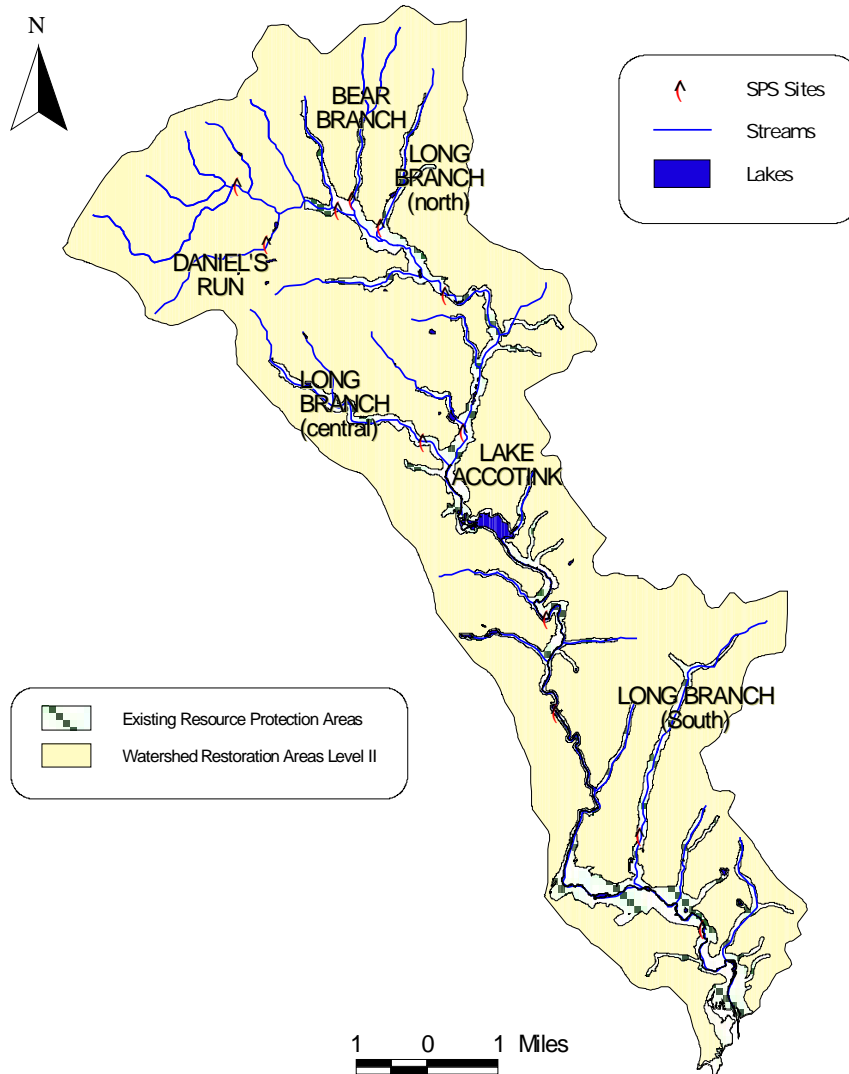 N
BEAR
BRANCH
LONG
BRANCH
(north)
SPS Sites
Streams
Lakes
DANIEL'S
RUN
LONG
BRANCH
(central)
LAKE
ACCOTINK
LONG BRANCH
(South)
Existing Resource Protection Areas
Watershed Restoration Areas Level II
1 0 1 Miles